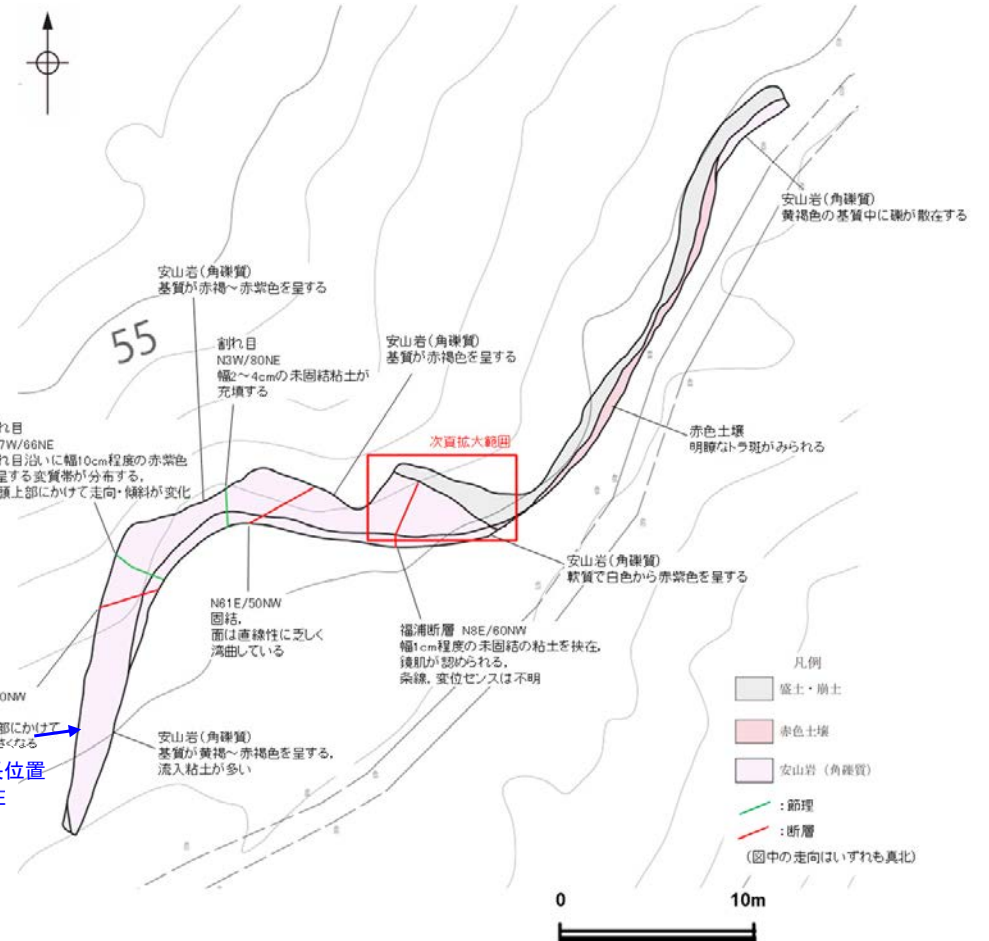 安山岩(角礫質)
黄褐色の基質中に礫が散在する
安山岩(角礫質)
基質が赤褐～赤紫色を呈する
55
割れ目
N3W/80NE
幅2～4cmの未固結粘土が
充填する
安山岩(角礫質)
基質が赤褐色を呈する
れ目
7W/66NE
れ目沿いに幅10cm程度の赤紫色
呈する変質帯が分布する。
頭上部にかけて走向・傾斜が変化
次頁拡大範囲
赤色土壌
明瞭なトラ斑がみられる
安山岩(角礫質)
軟質で白色から赤紫色を呈する
N61E/50NW
固結。
面は直線性に乏しく
湾曲している
福浦断層 N8E/60NW
幅1cm程度の未固結の粘土を挟在。
鏡肌が認められる。
条線、変位センスは不明
0NW
部にかけて
さくなる
位置
安山岩(角礫質)
基質が黄褐～赤褐色を呈する。
流入粘土が多い
凡例
盛土・崩土
赤色土壌
安山岩(角礫質)
:節理
:断層
(図中の走向はいずれも真北)
0 10m